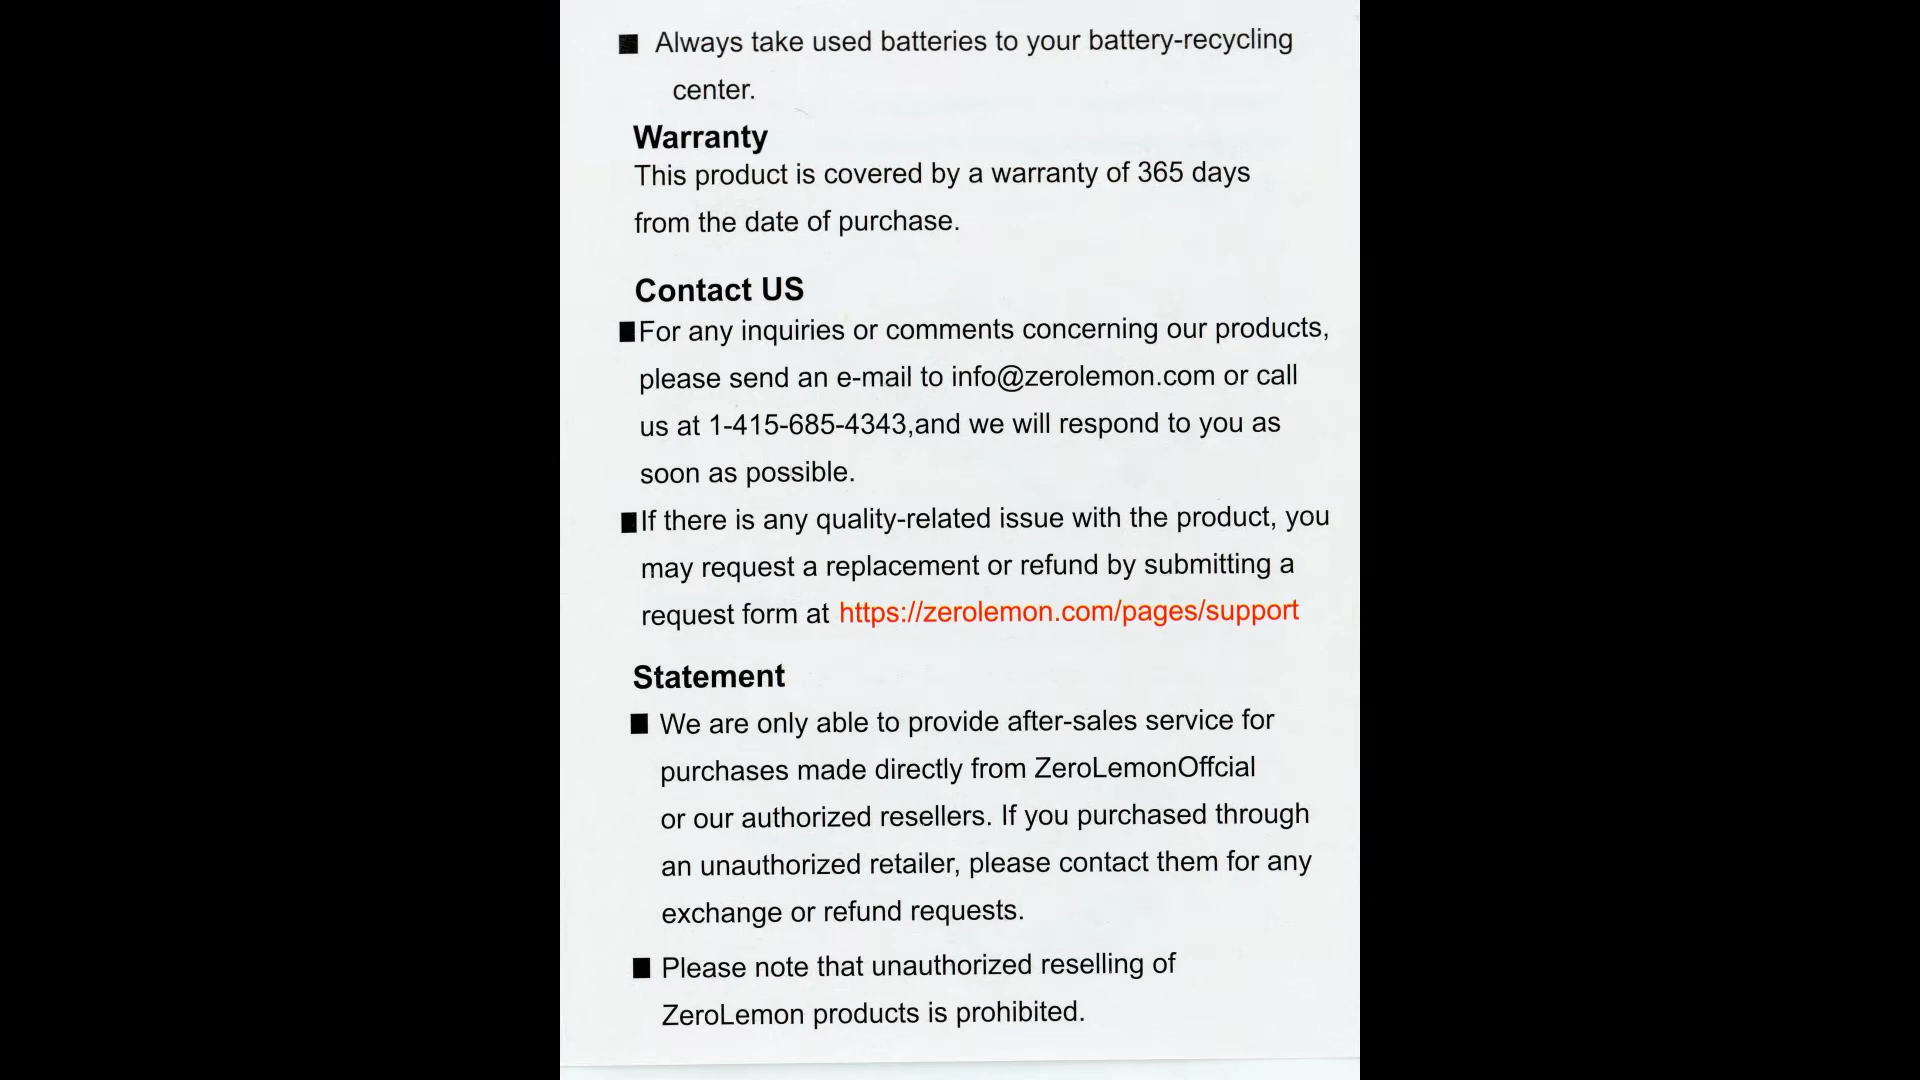 ■ Always take used batteries to your battery-recycling
center.
Warranty
This product is covered by a warranty of 365 days
from the date of purchase.
Contact US
■For any inquiries or comments concerning our products,
please send an e-mail to info@zerolemon.com or call
us at 1-415-685-4343,and we will respond to you as
soon as possible.
■If there is any quality-related issue with the product, you
may request a replacement or refund by submitting a
request form at https://zerolemon.com/pages/support
Statement
■ We are only able to provide after-sales service for
purchases made directly from ZeroLemonOffcial
or our authorized resellers. If you purchased through
an unauthorized retailer, please contact them for any
exchange or refund requests.
■ Please note that unauthorized reselling of
ZeroLemon products is prohibited.